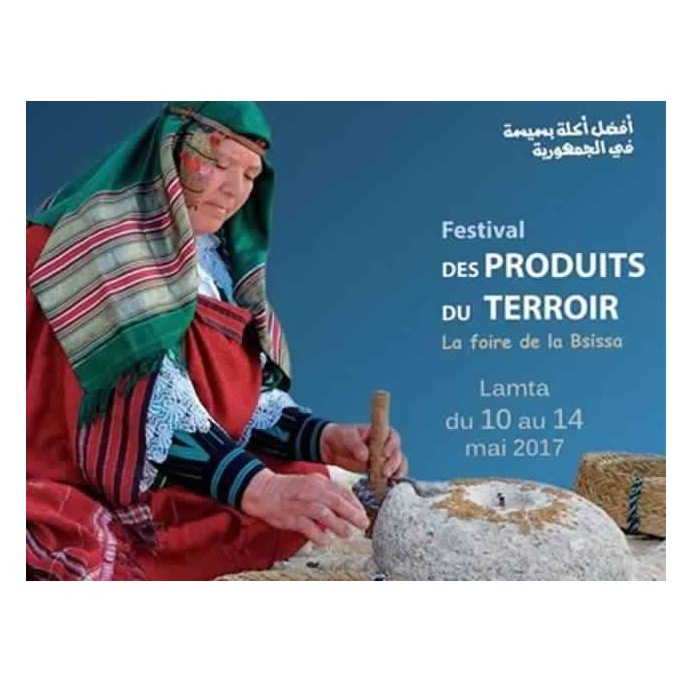 أفضل أكلة بسيسة
في الجمهورية
Festival
DES PRODUITS
DU TERROIR
La foire de la Bsissa
Lamta
du 10 au 14
mai 2017